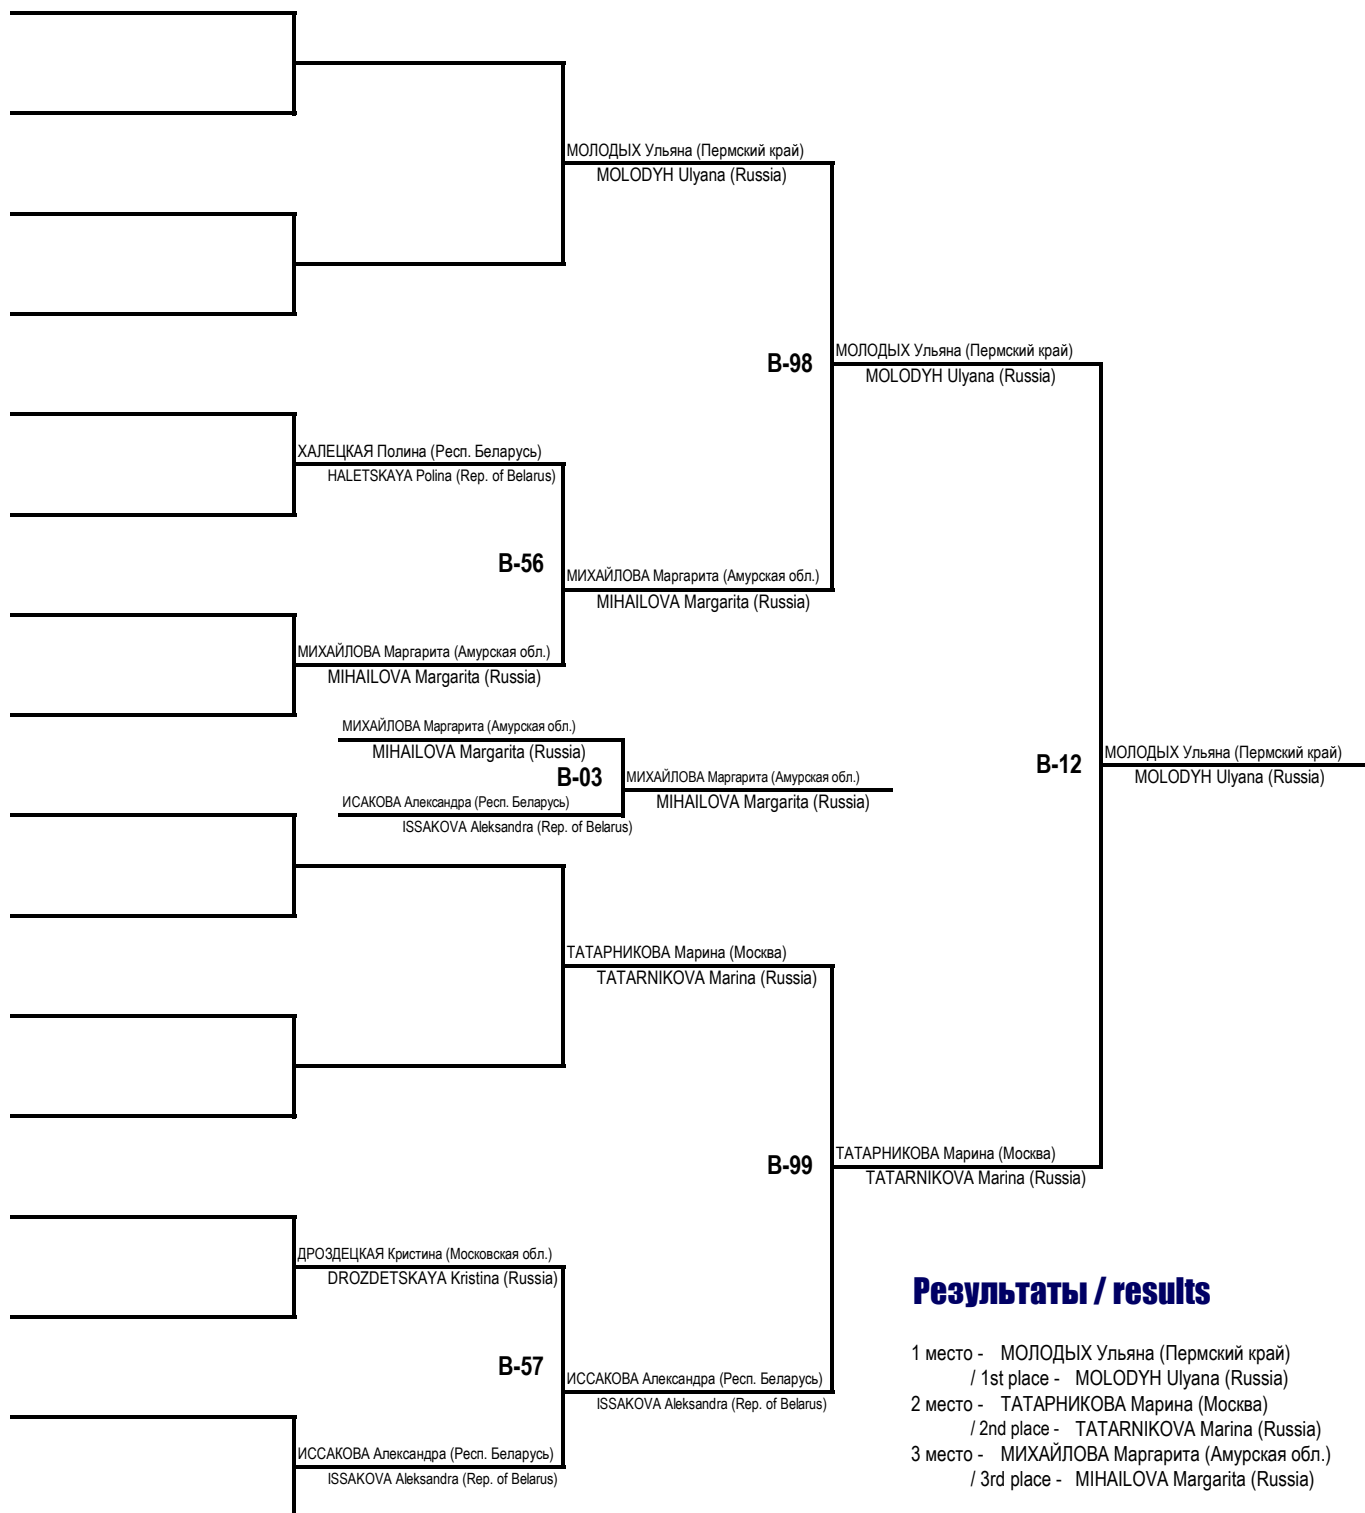 МОЛОДЫХ Ульяна (Пермский край)
MOLODYH Ulyana (Russia)
B-98
МОЛОДЫХ Ульяна (Пермский край)
MOLODYH Ulyana (Russia)
ХАЛЕЦКАЯ Полина (Респ. Беларусь)
HALETSKAYA Polina (Rep. of Belarus)
B-56
МИХАЙЛОВА Маргарита (Амурская обл.)
MIHAILOVA Margarita (Russia)
МИХАЙЛОВА Маргарита (Амурская обл.)
MIHAILOVA Margarita (Russia)
МИХАЙЛОВА Маргарита (Амурская обл.)
MIHAILOVA Margarita (Russia)
B-03
МИХАЙЛОВА Маргарита (Амурская обл.)
MIHAILOVA Margarita (Russia)
ИСАКОВА Александра (Респ. Беларусь)
ISSAKOVA Aleksandra (Rep. of Belarus)
B-12
МОЛОДЫХ Ульяна (Пермский край)
MOLODYH Ulyana (Russia)
ТАТАРНИКОВА Марина (Москва)
TATARNIKOVA Marina (Russia)
B-99
ТАТАРНИКОВА Марина (Москва)
TATARNIKOVA Marina (Russia)
ДРОЗДЕЦКАЯ Кристина (Московская обл.)
DROZDETSKAYA Kristina (Russia)
B-57
ИССАКОВА Александра (Респ. Беларусь)
ISSAKOVA Aleksandra (Rep. of Belarus)
ИССАКОВА Александра (Респ. Беларусь)
ISSAKOVA Aleksandra (Rep. of Belarus)
Результаты / results
1 место - МОЛОДЫХ Ульяна (Пермский край)
/ 1st place - MOLODYH Ulyana (Russia)
2 место - ТАТАРНИКОВА Марина (Москва)
/ 2nd place - TATARNIKOVA Marina (Russia)
3 место - МИХАЙЛОВА Маргарита (Амурская обл.)
/ 3rd place - MIHAILOVA Margarita (Russia)